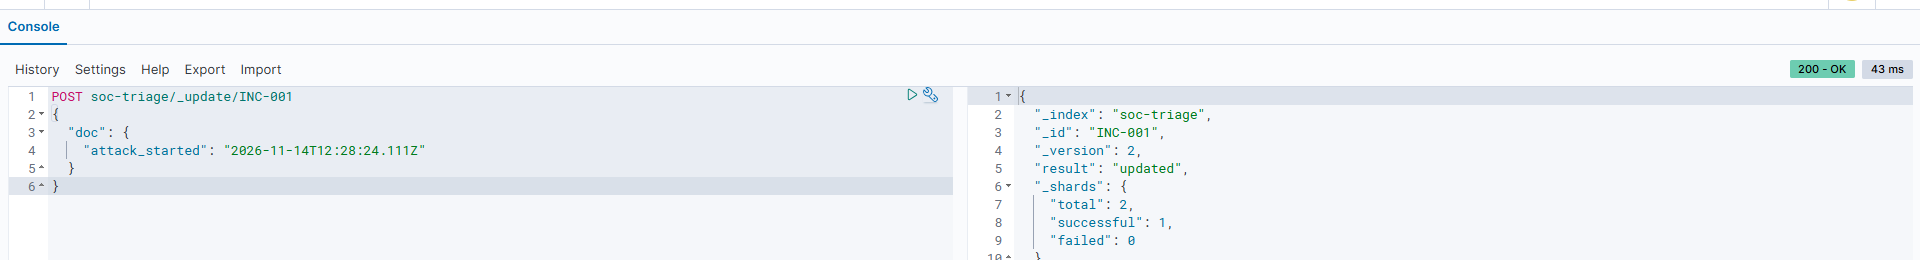 Console
History Settings Help Export Import
200 - OK 43 ms
1 POST soc-triage/_update/INC-001
2 {
3 "doc": {
4 "attack_started": "2026-11-14T12:28:24.111Z"
5 }
6 }
1 {
2 "_index": "soc-triage",
3 "_id": "INC-001",
4 "_version": 2,
5 "result": "updated",
6 "_shards": {
7 "total": 2,
8 "successful": 1,
9 "failed": 0
10 }